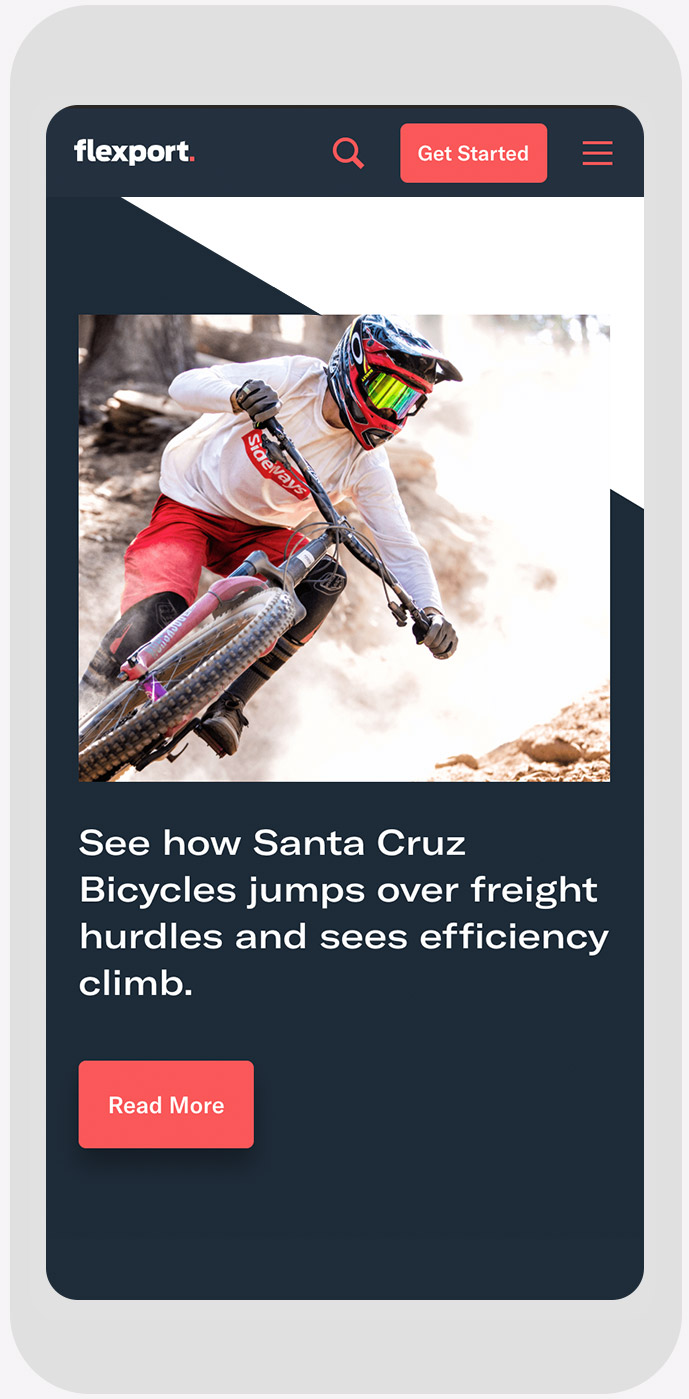 flexport.
Get Started
Sideways
See how Santa Cruz
Bicycles jumps over freight
hurdles and sees efficiency
climb.
Read More